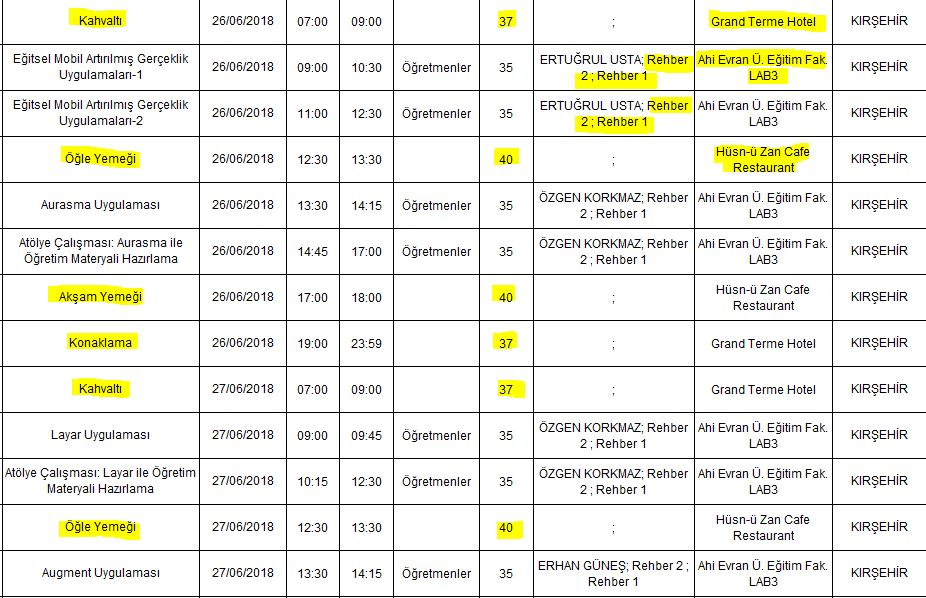 Kahvaltı 26/06/2018 07:00 09:00 37 ; Grand Terme Hotel KIRŞEHİR
Eğitsel Mobil Artırılmış Gerçeklik Uygulamaları-1 26/06/2018 09:00 10:30 Öğretmenler 35 ERTUĞRUL USTA; Rehber 2 ; Rehber 1 Ahi Evran Ü. Eğitim Fak. LAB3 KIRŞEHİR
Eğitsel Mobil Artırılmış Gerçeklik Uygulamaları-2 26/06/2018 11:00 12:30 Öğretmenler 35 ERTUĞRUL USTA; Rehber 2 ; Rehber 1 Ahi Evran Ü. Eğitim Fak. LAB3 KIRŞEHİR
Öğle Yemeği 26/06/2018 12:30 13:30 40 ; Hüsn-ü Zan Cafe Restaurant KIRŞEHİR
Aurasma Uygulaması 26/06/2018 13:30 14:15 Öğretmenler 35 ÖZGEN KORKMAZ; Rehber 2 ; Rehber 1 Ahi Evran Ü. Eğitim Fak. LAB3 KIRŞEHİR
Atölye Çalışması: Aurasma ile Öğretim Materyali Hazırlama 26/06/2018 14:45 17:00 Öğretmenler 35 ÖZGEN KORKMAZ; Rehber 2 ; Rehber 1 Ahi Evran Ü. Eğitim Fak. LAB3 KIRŞEHİR
Akşam Yemeği 26/06/2018 17:00 18:00 40 ; Hüsn-ü Zan Cafe Restaurant KIRŞEHİR
Konaklama 26/06/2018 19:00 23:59 37 ; Grand Terme Hotel KIRŞEHİR
Kahvaltı 27/06/2018 07:00 09:00 37 ; Grand Terme Hotel KIRŞEHİR
Layar Uygulaması 27/06/2018 09:00 09:45 Öğretmenler 35 ÖZGEN KORKMAZ; Rehber 2 ; Rehber 1 Ahi Evran Ü. Eğitim Fak. LAB3 KIRŞEHİR
Atölye Çalışması: Layar ile Öğretim Materyali Hazırlama 27/06/2018 10:15 12:30 Öğretmenler 35 ÖZGEN KORKMAZ; Rehber 2 ; Rehber 1 Ahi Evran Ü. Eğitim Fak. LAB3 KIRŞEHİR
Öğle Yemeği 27/06/2018 12:30 13:30 40 ; Hüsn-ü Zan Cafe Restaurant KIRŞEHİR
Augment Uygulaması 27/06/2018 13:30 14:15 Öğretmenler 35 ERHAN GÜNEŞ; Rehber 2 ; Rehber 1 Ahi Evran Ü. Eğitim Fak. LAB3 KIRŞEHİR